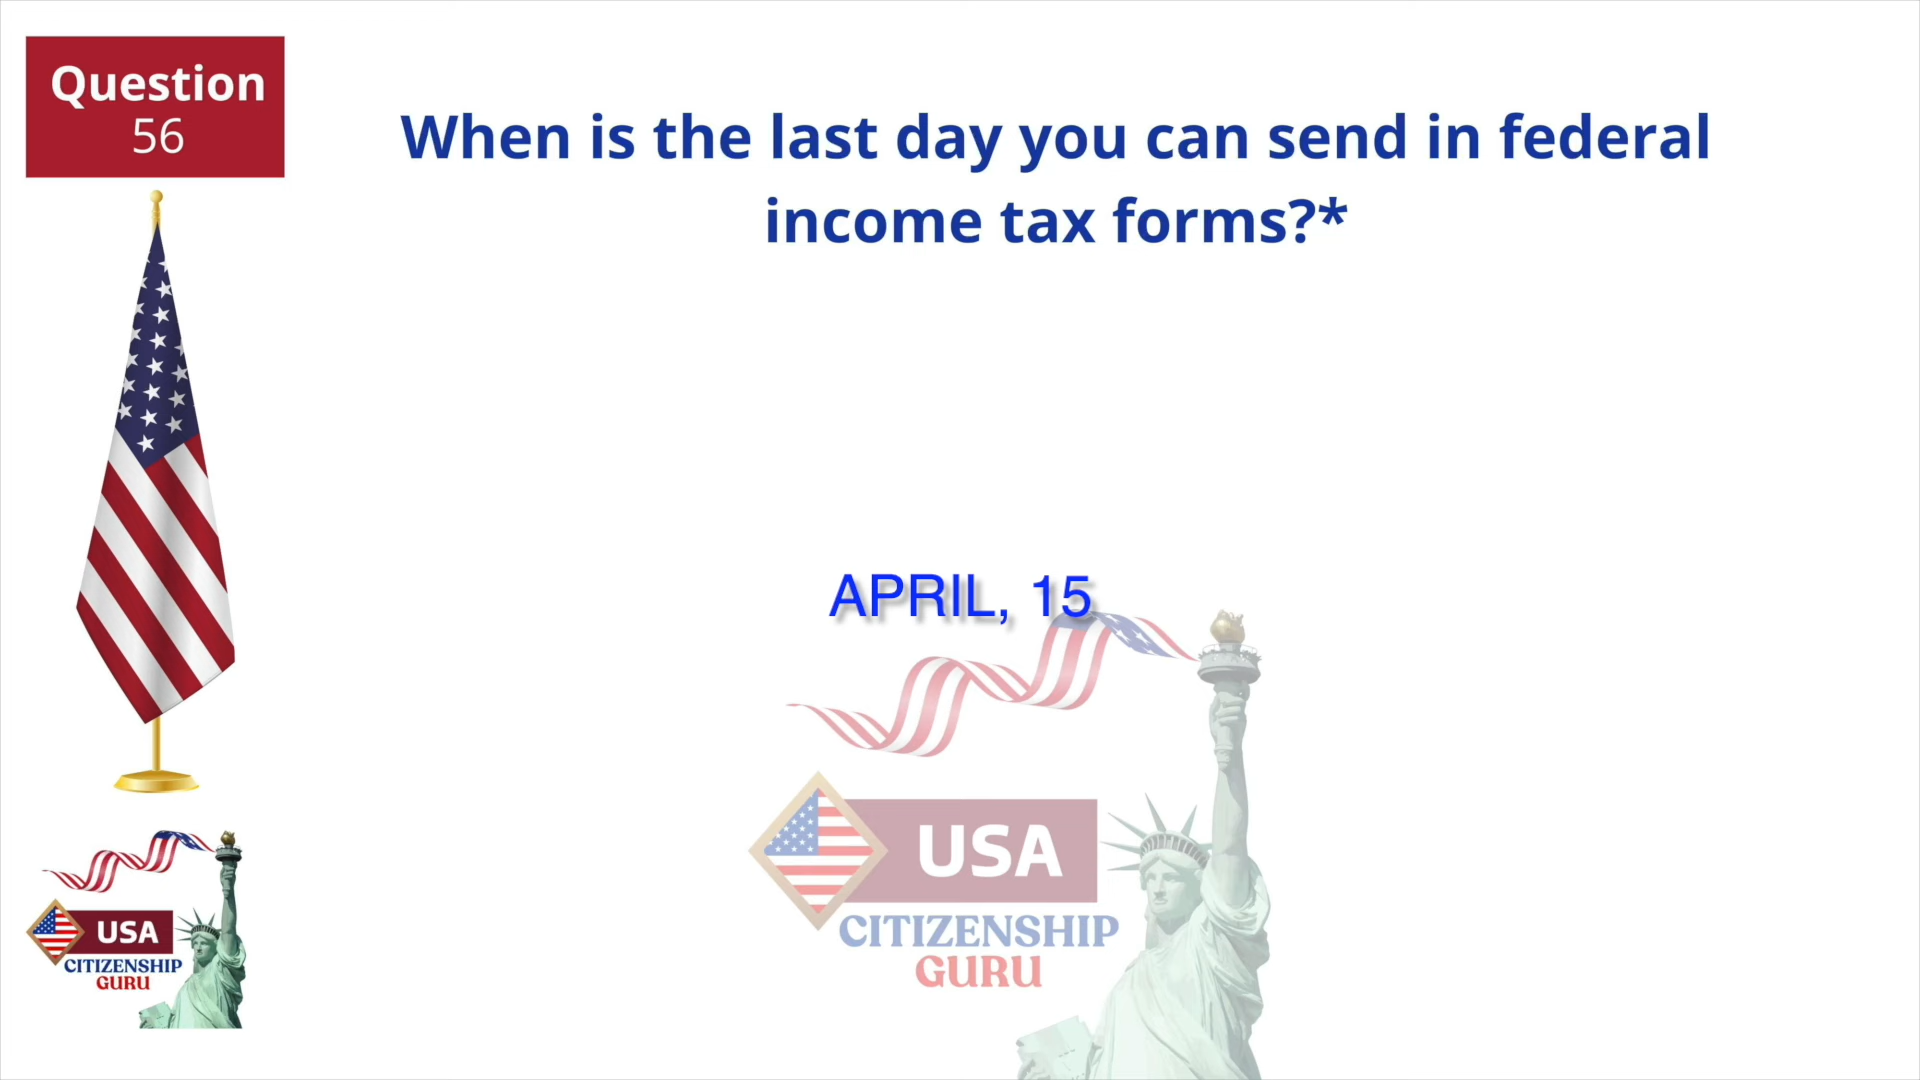 Question
56
When is the last day you can send in federal
income tax forms?*
APRIL, 15
USA
CITIZENSHIP
GURU
USA
CITIZENSHIP
GURU